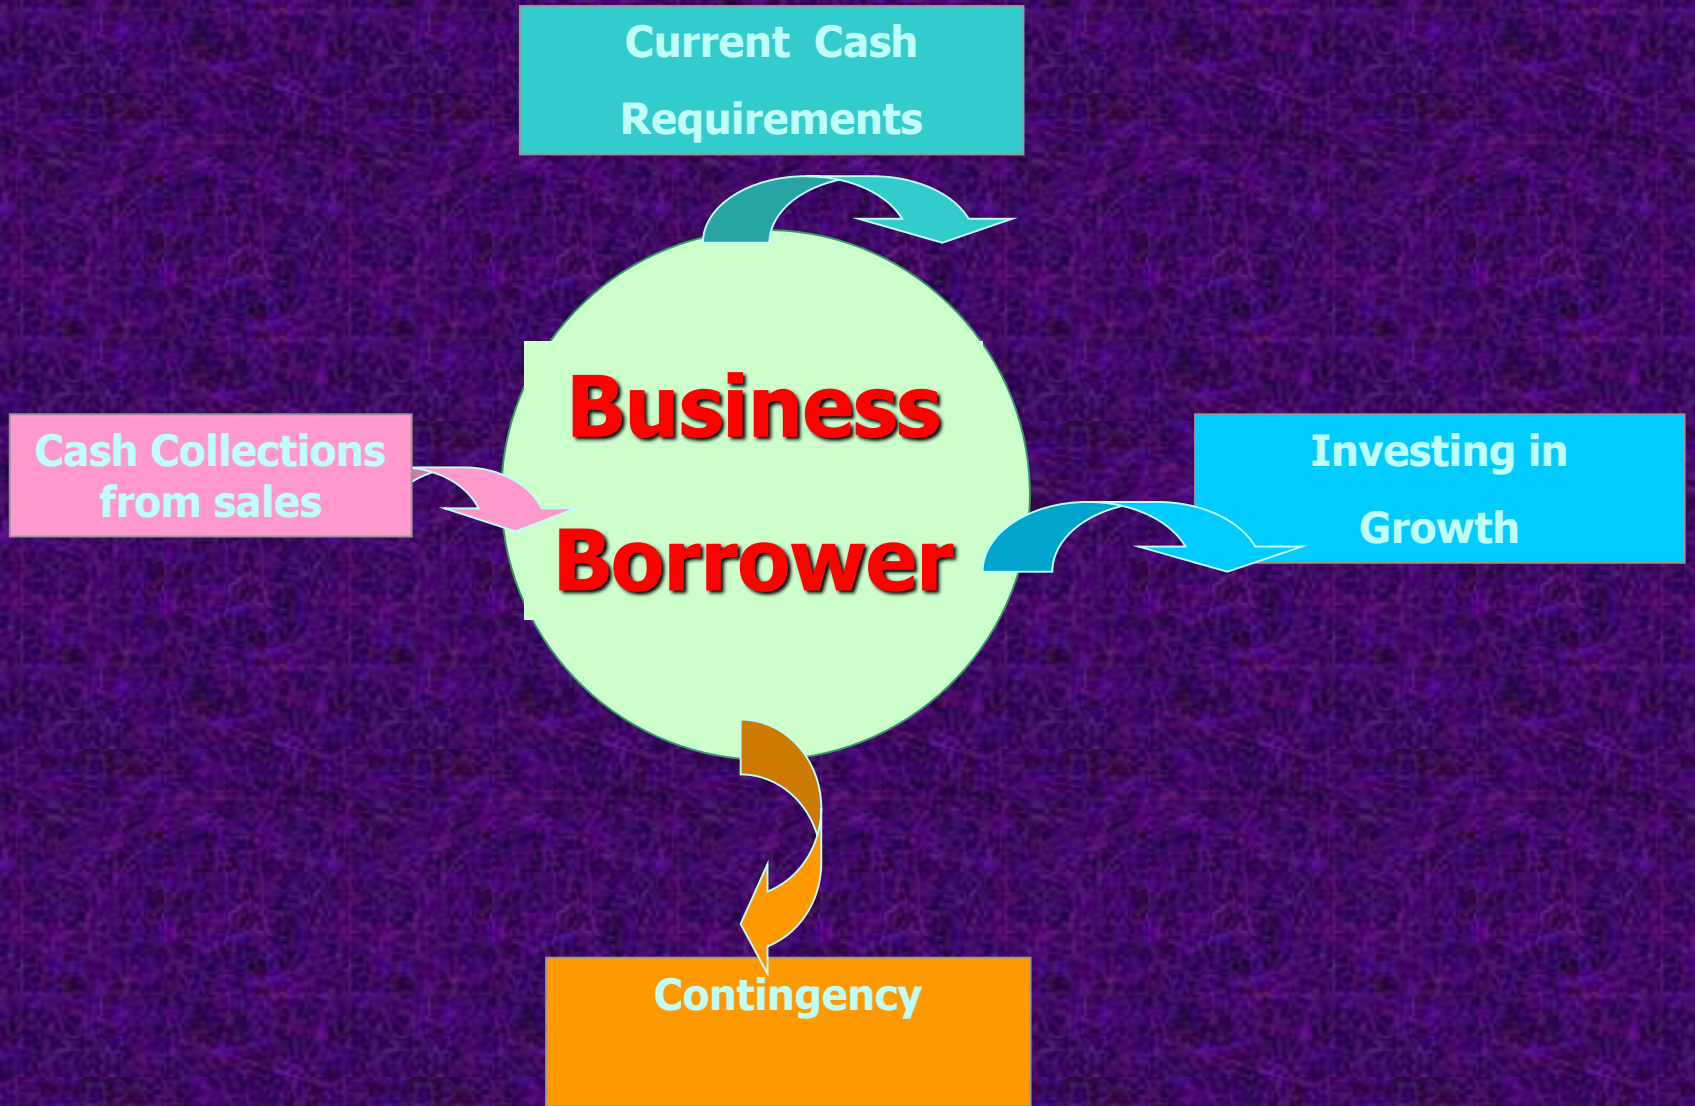 Current  Cash
Requirements
Business
Borrower
Cash Collections
from sales
Investing in
Growth
Contingency